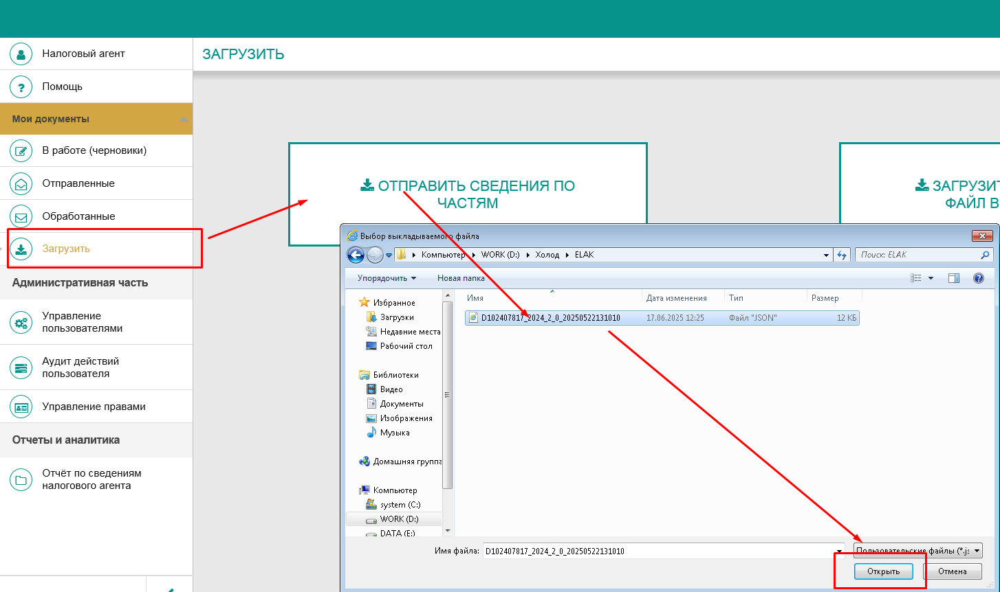 Налоговый агент
Помощь
Мои документы
В работе (черновики)
Отправленные
Обработанные
Загрузить
Административная часть
Управление
пользователями
Аудит действий
пользователя
Управление правами
Отчеты и аналитика
Отчёт по сведениям
налогового агента
ЗАГРУЗИТЬ
ОТПРАВИТЬ СВЕДЕНИЯ ПО
ЧАСТЯМ
ЗАГРУЗИТ
ФАЙЛ В
Выбор выкладываемого файла
Компьютер WORK (D:) Холод ELAK
Поиск: ELAK
Упорядочить Новая папка
Избранное
Загрузки
Недавние места
Рабочий стол
Библиотеки
Видео
Документы
Изображения
Музыка
Домашняя группа
Компьютер
system (C:)
WORK (D:)
DATA (E:)
Имя Дата изменения Тип Размер
D102407817_2024_2_0_20250522131010 17.06.2025 12:25 Файл "JSON" 12 КБ
Имя файла: D102407817_2024_2_0_20250522131010 Пользовательские файлы (*.js
Открыть Отмена